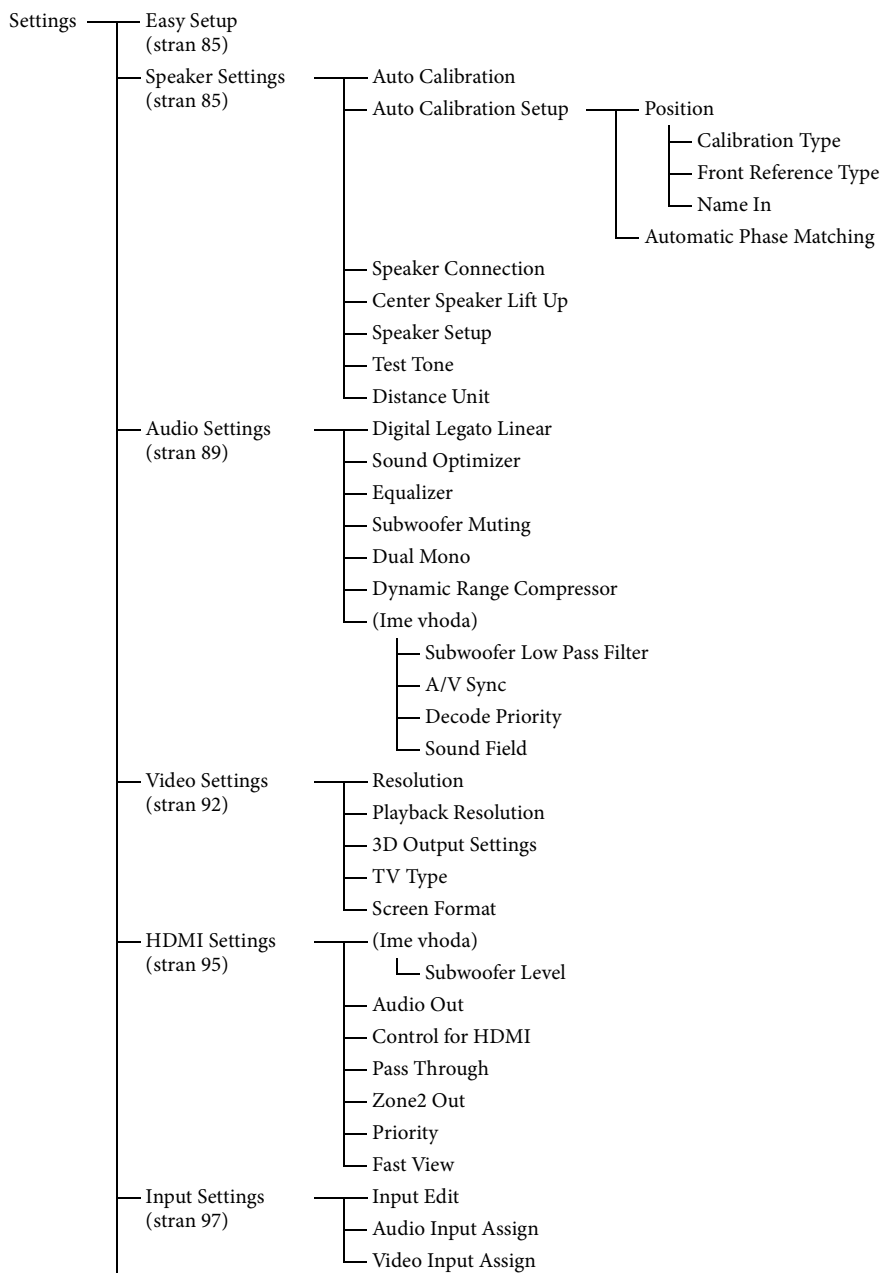 Settings
Easy Setup
(stran 85)
Speaker Settings
(stran 85)
Auto Calibration
Auto Calibration Setup
Position
Calibration Type
Front Reference Type
Name In
Automatic Phase Matching
Speaker Connection
Center Speaker Lift Up
Speaker Setup
Test Tone
Distance Unit
Audio Settings
(stran 89)
Digital Legato Linear
Sound Optimizer
Equalizer
Subwoofer Muting
Dual Mono
Dynamic Range Compressor
(Ime vhoda)
Subwoofer Low Pass Filter
A/V Sync
Decode Priority
Sound Field
Video Settings
(stran 92)
Resolution
Playback Resolution
3D Output Settings
TV Type
Screen Format
HDMI Settings
(stran 95)
(Ime vhoda)
Subwoofer Level
Audio Out
Control for HDMI
Pass Through
Zone2 Out
Priority
Fast View
Input Settings
(stran 97)
Input Edit
Audio Input Assign
Video Input Assign